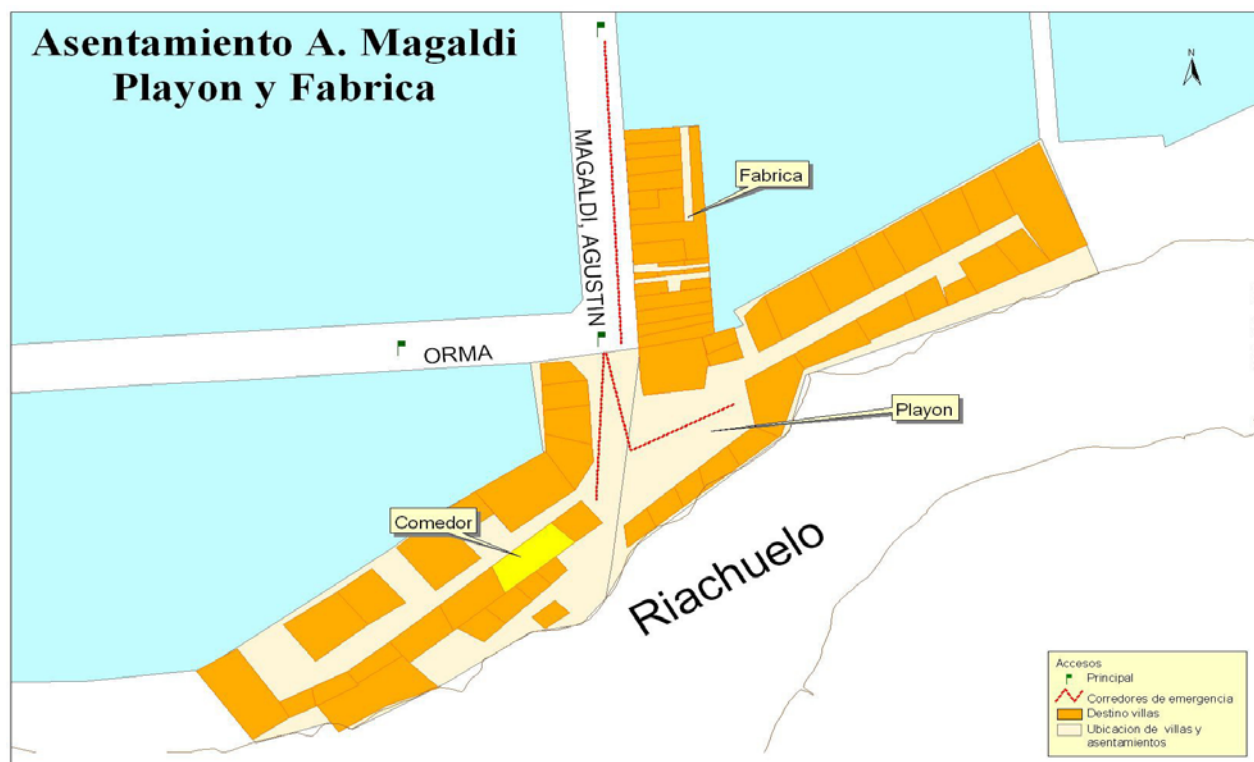 Asentamiento A. Magaldi
Playon y Fabrica
N
MAGALDI, AGUSTIN
Fabrica
ORMA
Playon
Comedor
Riachuelo
Accesos
Principal
Corredores de emergencia
Destino villas
Ubicacion de villas y
asentamientos